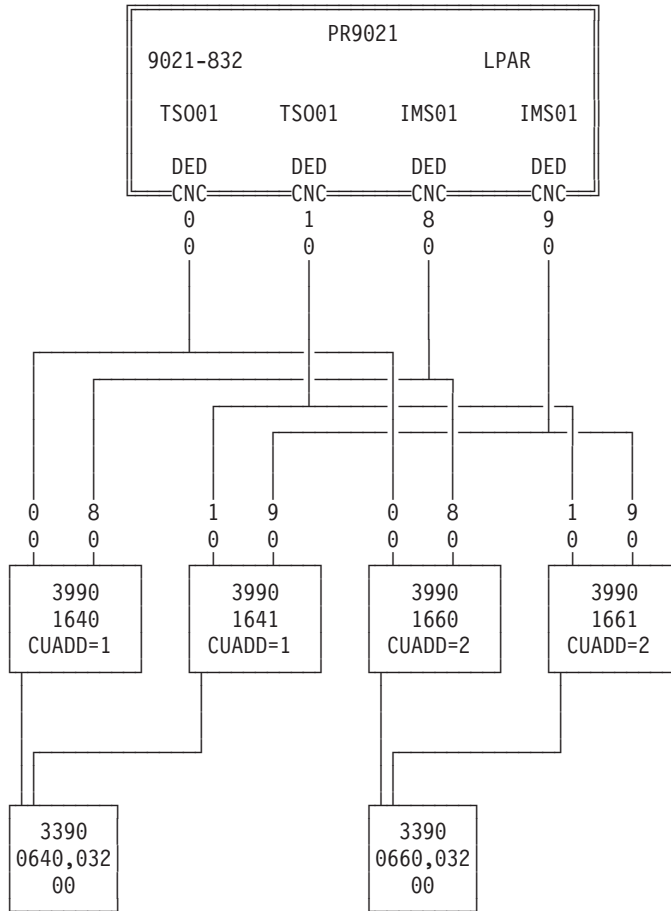 PR9021
9021-832 LPAR
TSO01 TSO01 IMS01 IMS01
DED DED DED DED
CNC CNC CNC CNC
0 1 8 9
0 0 0 0
0 8 1 9 0 8 1 9
0 0 0 0 0 0 0 0
3990 3990 3990 3990
1640 1641 1660 1661
CUADD=1 CUADD=1 CUADD=2 CUADD=2
3390 3390
0640,032 0660,032
00 00